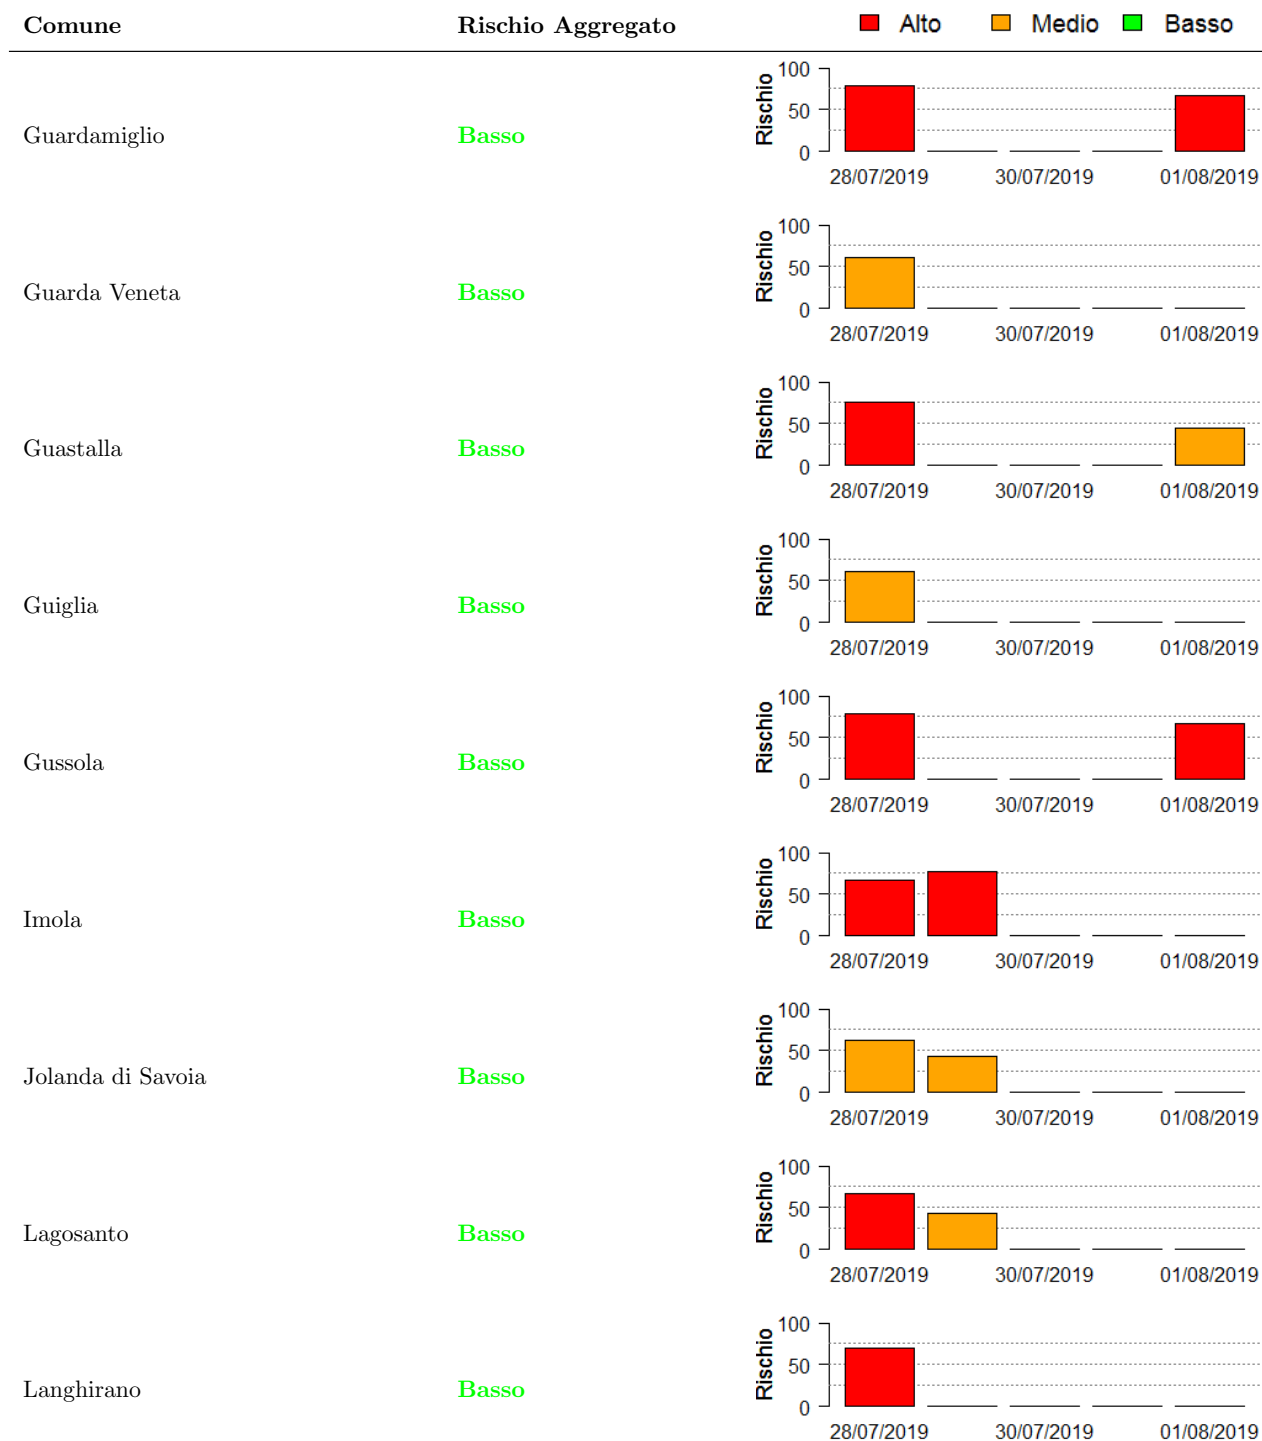 Comune Rischio Aggregato Alto Medio Basso
Guardamiglio Basso
Rischio
100
50
0
28/07/2019 30/07/2019 01/08/2019
Guarda Veneta Basso
Rischio
100
50
0
28/07/2019 30/07/2019 01/08/2019
Guastalla Basso
Rischio
100
50
0
28/07/2019 30/07/2019 01/08/2019
Guiglia Basso
Rischio
100
50
0
28/07/2019 30/07/2019 01/08/2019
Gussola Basso
Rischio
100
50
0
28/07/2019 30/07/2019 01/08/2019
Imola Basso
Rischio
100
50
0
28/07/2019 30/07/2019 01/08/2019
Jolanda di Savoia Basso
Rischio
100
50
0
28/07/2019 30/07/2019 01/08/2019
Lagosanto Basso
Rischio
100
50
0
28/07/2019 30/07/2019 01/08/2019
Langhirano Basso
Rischio
100
50
0
28/07/2019 30/07/2019 01/08/2019